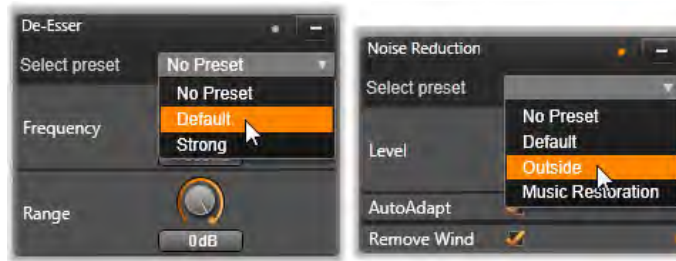 De-Esser
Select preset No Preset
No Preset
Default
Strong
Frequency
Range
0dB
Noise Reduction
Select preset
No Preset
Default
Outside
Music Restoration
Level
AutoAdapt
Remove Wind